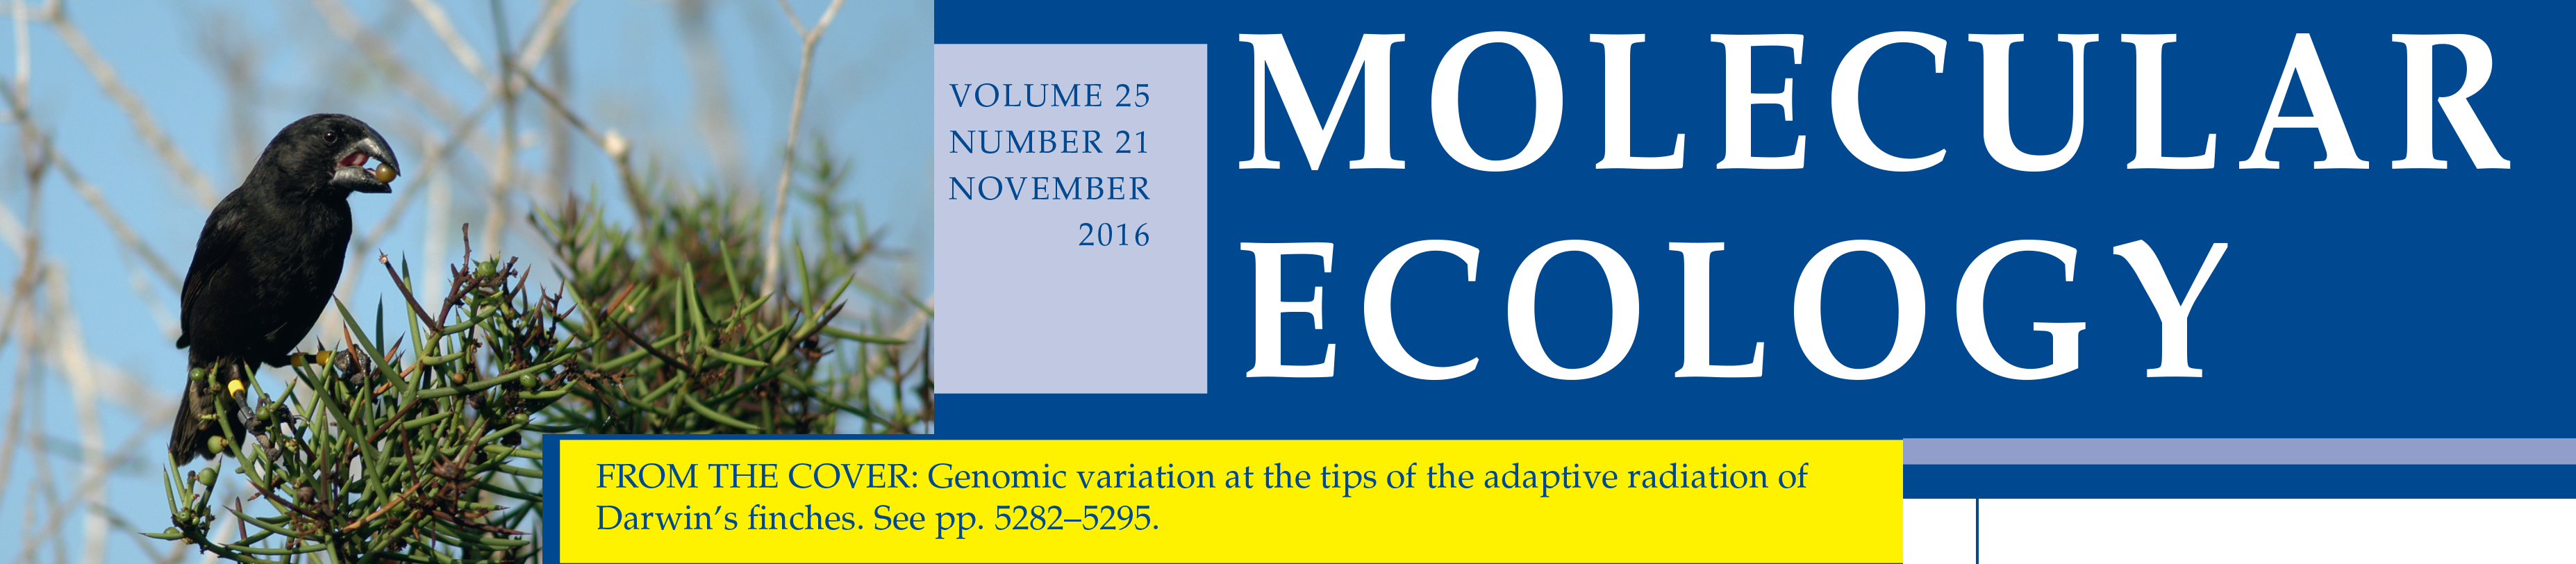 VOLUME 25
NUMBER 21
NOVEMBER
2016
MOLECULAR
ECOLOGY
FROM THE COVER: Genomic variation at the tips of the adaptive radiation of
Darwin’s finches. See pp. 5282–5295.